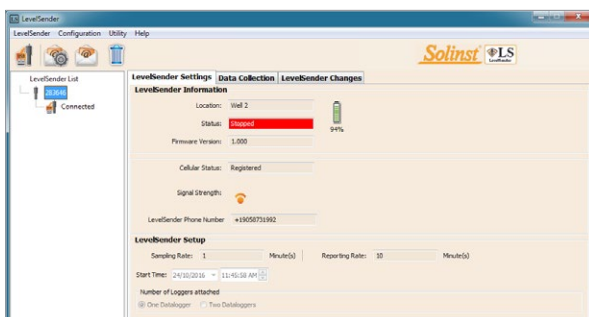 LevelSender
LevelSender Configuration Utility Help
Solinst LS
LevelSender
LevelSender List
283646
Connected
LevelSender Settings Data Collection LevelSender Changes
LevelSender Information
Location: Well 2
Status: Stopped
94%
Firmware Version: 1.000
Cellular Status: Registered
Signal Strength:
LevelSender Phone Number +19058731992
LevelSender Setup
Sampling Rate: 1 Minute(s) Reporting Rate: 10 Minute(s)
Start Time: 24/10/2016 11:45:58 AM
Number of Loggers attached
One Datalogger Two Dataloggers